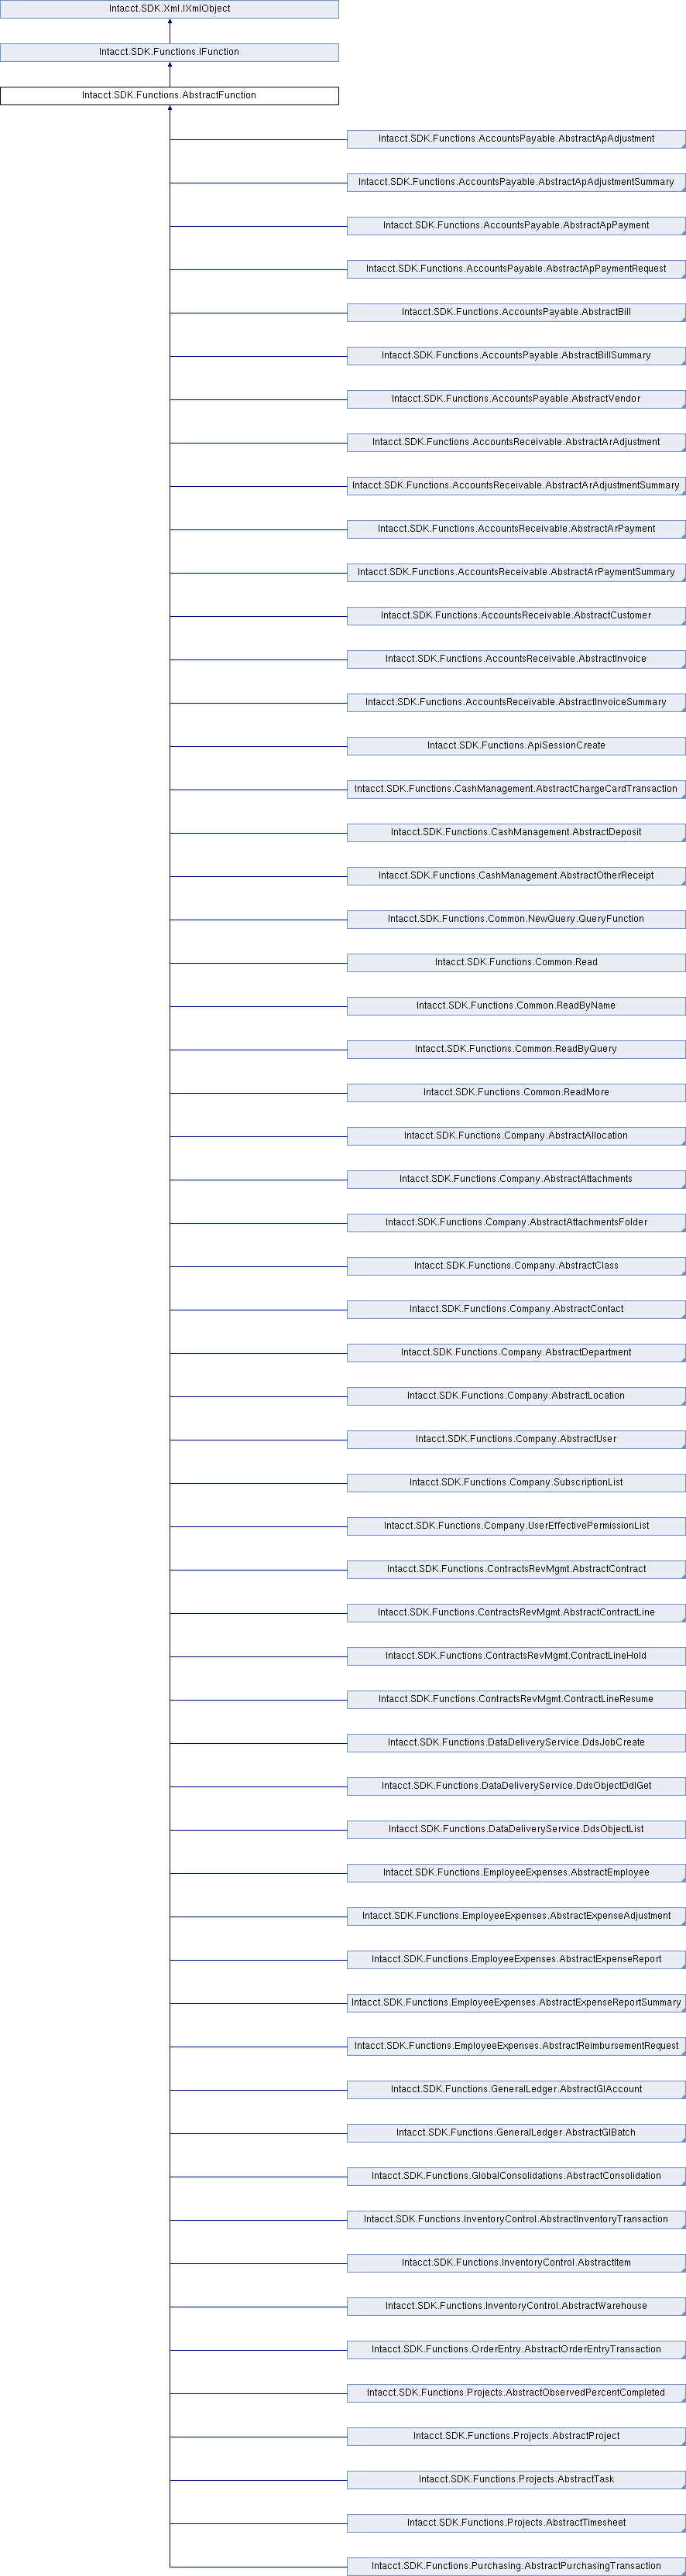 Intacct.SDK.Xml.IXmlObject
Intacct.SDK.Functions.IFunction
Intacct.SDK.Functions.AbstractFunction
Intacct.SDK.Functions.AccountsPayable.AbstractApAdjustment
Intacct.SDK.Functions.AccountsPayable.AbstractApAdjustmentSummary
Intacct.SDK.Functions.AccountsPayable.AbstractApPayment
Intacct.SDK.Functions.AccountsPayable.AbstractApPaymentRequest
Intacct.SDK.Functions.AccountsPayable.AbstractBill
Intacct.SDK.Functions.AccountsPayable.AbstractBillSummary
Intacct.SDK.Functions.AccountsPayable.AbstractVendor
Intacct.SDK.Functions.AccountsReceivable.AbstractArAdjustment
Intacct.SDK.Functions.AccountsReceivable.AbstractArAdjustmentSummary
Intacct.SDK.Functions.AccountsReceivable.AbstractArPayment
Intacct.SDK.Functions.AccountsReceivable.AbstractArPaymentSummary
Intacct.SDK.Functions.AccountsReceivable.AbstractCustomer
Intacct.SDK.Functions.AccountsReceivable.AbstractInvoice
Intacct.SDK.Functions.AccountsReceivable.AbstractInvoiceSummary
Intacct.SDK.Functions.ApiSessionCreate
Intacct.SDK.Functions.CashManagement.AbstractChargeCardTransaction
Intacct.SDK.Functions.CashManagement.AbstractDeposit
Intacct.SDK.Functions.CashManagement.AbstractOtherReceipt
Intacct.SDK.Functions.Common.NewQuery.QueryFunction
Intacct.SDK.Functions.Common.Read
Intacct.SDK.Functions.Common.ReadByName
Intacct.SDK.Functions.Common.ReadByQuery
Intacct.SDK.Functions.Common.ReadMore
Intacct.SDK.Functions.Company.AbstractAllocation
Intacct.SDK.Functions.Company.AbstractAttachments
Intacct.SDK.Functions.Company.AbstractAttachmentsFolder
Intacct.SDK.Functions.Company.AbstractClass
Intacct.SDK.Functions.Company.AbstractContact
Intacct.SDK.Functions.Company.AbstractDepartment
Intacct.SDK.Functions.Company.AbstractLocation
Intacct.SDK.Functions.Company.AbstractUser
Intacct.SDK.Functions.Company.SubscriptionList
Intacct.SDK.Functions.Company.UserEffectivePermissionList
Intacct.SDK.Functions.ContractsRevMgmt.AbstractContract
Intacct.SDK.Functions.ContractsRevMgmt.AbstractContractLine
Intacct.SDK.Functions.ContractsRevMgmt.ContractLineHold
Intacct.SDK.Functions.ContractsRevMgmt.ContractLineResume
Intacct.SDK.Functions.DataDeliveryService.DdsJobCreate
Intacct.SDK.Functions.DataDeliveryService.DdsObjectDdlGet
Intacct.SDK.Functions.DataDeliveryService.DdsObjectList
Intacct.SDK.Functions.EmployeeExpenses.AbstractEmployee
Intacct.SDK.Functions.EmployeeExpenses.AbstractExpenseAdjustment
Intacct.SDK.Functions.EmployeeExpenses.AbstractExpenseReport
Intacct.SDK.Functions.EmployeeExpenses.AbstractExpenseReportSummary
Intacct.SDK.Functions.EmployeeExpenses.AbstractReimbursementRequest
Intacct.SDK.Functions.GeneralLedger.AbstractGlAccount
Intacct.SDK.Functions.GeneralLedger.AbstractGlBatch
Intacct.SDK.Functions.GlobalConsolidations.AbstractConsolidation
Intacct.SDK.Functions.InventoryControl.AbstractInventoryTransaction
Intacct.SDK.Functions.InventoryControl.AbstractItem
Intacct.SDK.Functions.InventoryControl.AbstractWarehouse
Intacct.SDK.Functions.OrderEntry.AbstractOrderEntryTransaction
Intacct.SDK.Functions.Projects.AbstractObservedPercentCompleted
Intacct.SDK.Functions.Projects.AbstractProject
Intacct.SDK.Functions.Projects.AbstractTask
Intacct.SDK.Functions.Projects.AbstractTimesheet
Intacct.SDK.Functions.Purchasing.AbstractPurchasingTransaction